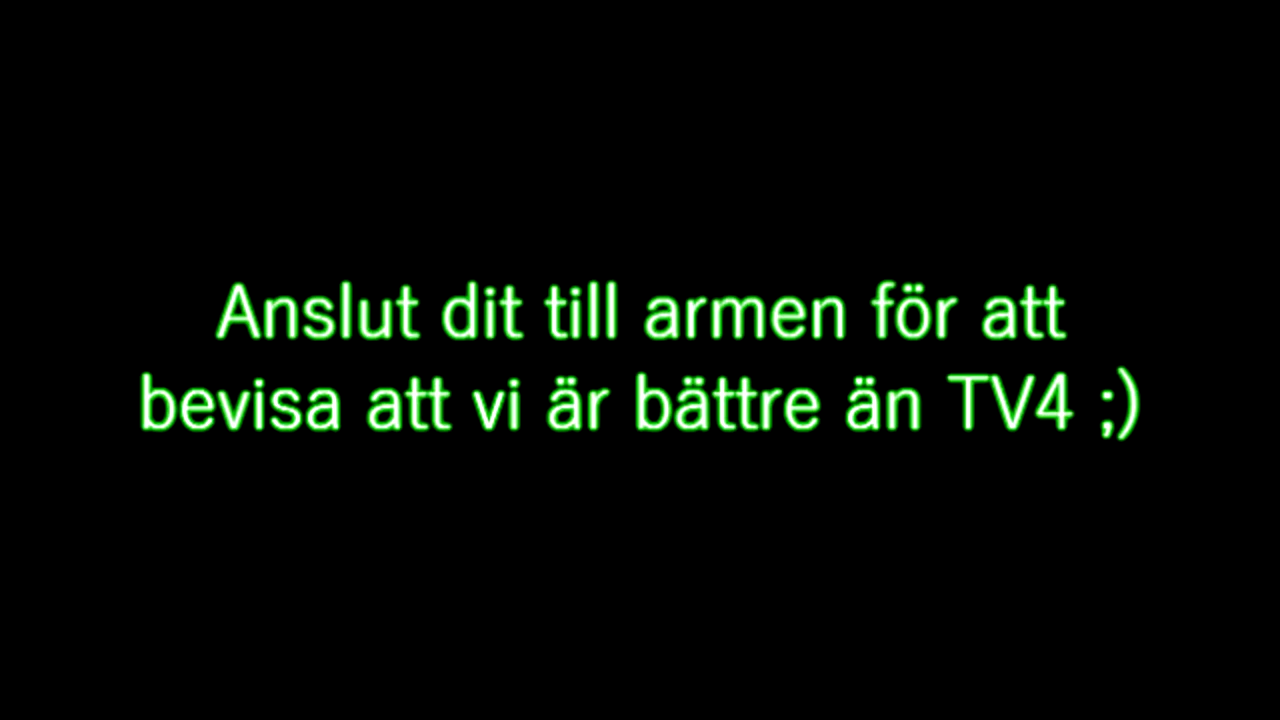 Anslut dit till armen för att
bevisa att vi är bättre än TV4 ;)